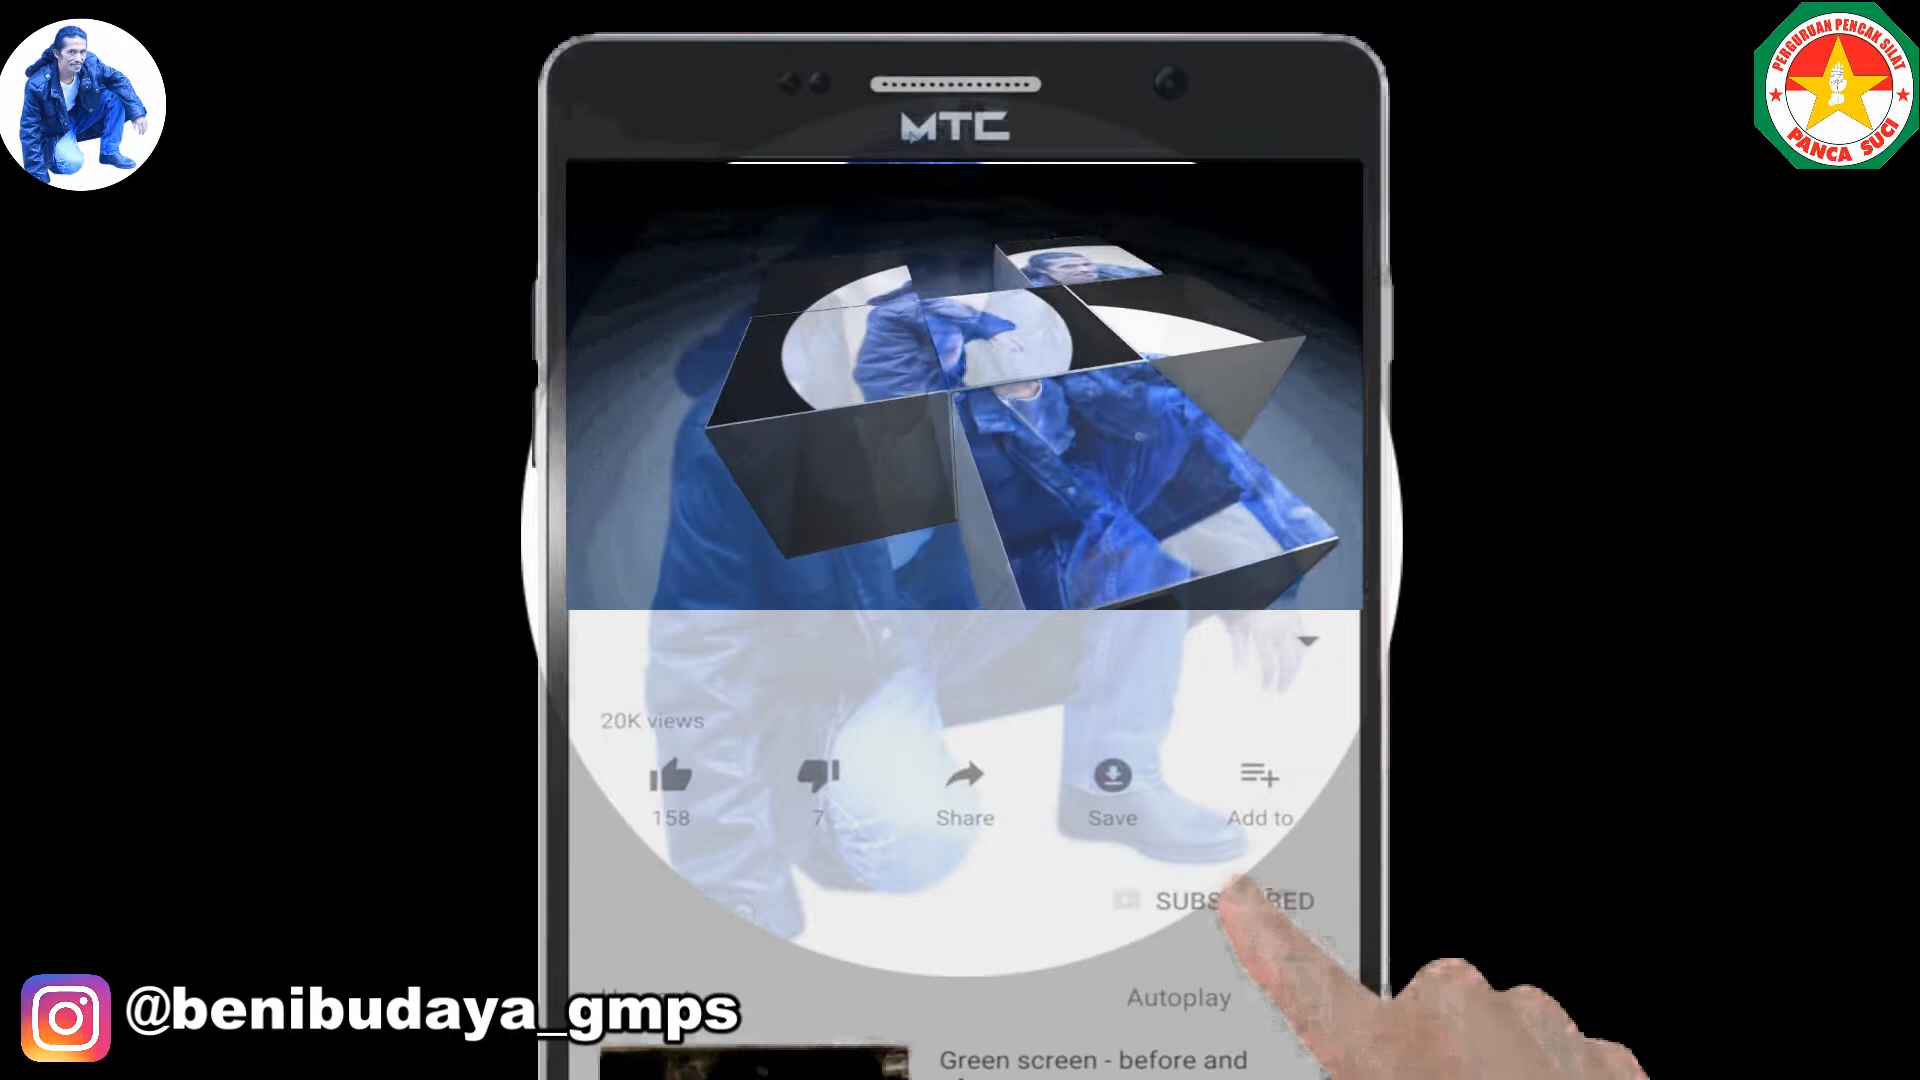 PERGURUAN PENCAK SILAT
PANCA SUCI
MTC
20K views
158
7
Share
Save
Add to
SUBSCRIBED
Autoplay
@benibudaya_gmps
Green screen - before and